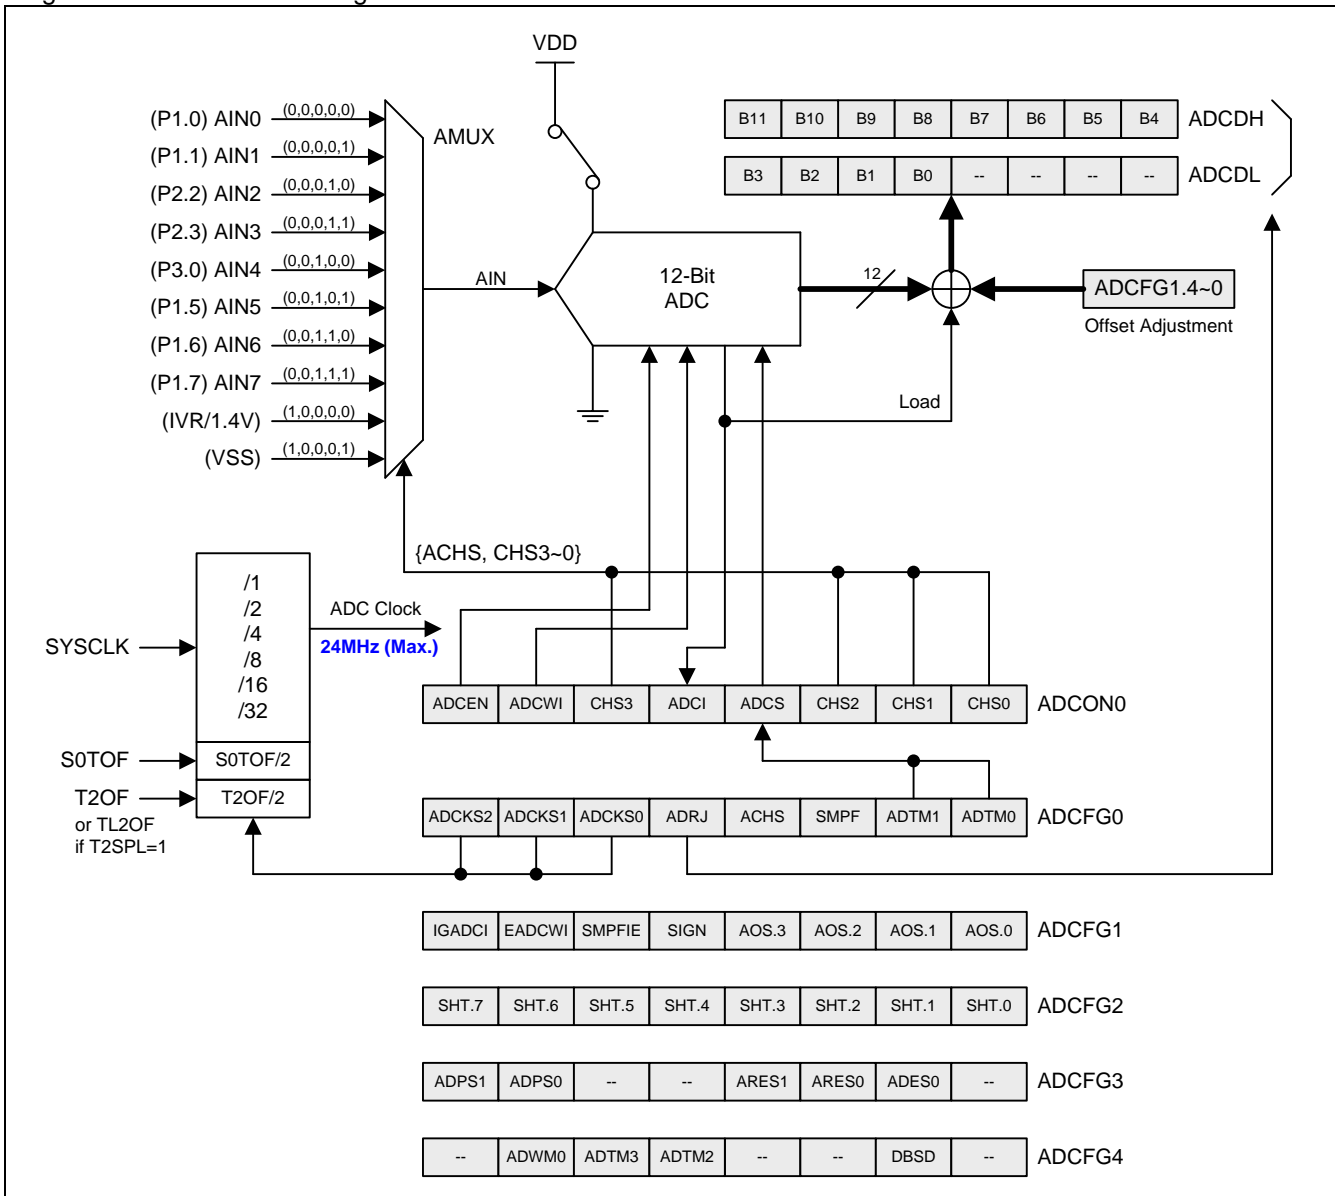 VDD
(P1.0) AIN0 (0,0,0,0,0)
(P1.1) AIN1 (0,0,0,0,1)
(P2.2) AIN2 (0,0,0,1,0)
(P2.3) AIN3 (0,0,0,1,1)
(P3.0) AIN4 (0,0,1,0,0)
(P1.5) AIN5 (0,0,1,0,1)
(P1.6) AIN6 (0,0,1,1,0)
(P1.7) AIN7 (0,0,1,1,1)
(IVR/1.4V) (1,0,0,0,0)
(VSS) (1,0,0,0,1)
AMUX
AIN
12-Bit
ADC
B11 B10 B9 B8 B7 B6 B5 B4 ADCDH
B3 B2 B1 B0 -- -- -- -- ADCDL
12
ADCFG1.4~0
Offset Adjustment
Load
{ACHS, CHS3~0}
SYSCLK
/1
/2
/4
/8
/16
/32
ADC Clock
24MHz (Max.)
S0TOF
S0TOF/2
T2OF
T2OF/2
or TL2OF
if T2SPL=1
ADCEN ADCWI CHS3 ADCI ADCS CHS2 CHS1 CHS0 ADCON0
ADCKS2 ADCKS1 ADCKS0 ADRJ ACHS SMPF ADTM1 ADTM0 ADCFG0
IGADCI EADCWI SMPFIE SIGN AOS.3 AOS.2 AOS.1 AOS.0 ADCFG1
SHT.7 SHT.6 SHT.5 SHT.4 SHT.3 SHT.2 SHT.1 SHT.0 ADCFG2
ADPS1 ADPS0 -- -- ARES1 ARES0 ADES0 -- ADCFG3
-- ADWM0 ADTM3 ADTM2 -- -- DBSD -- ADCFG4